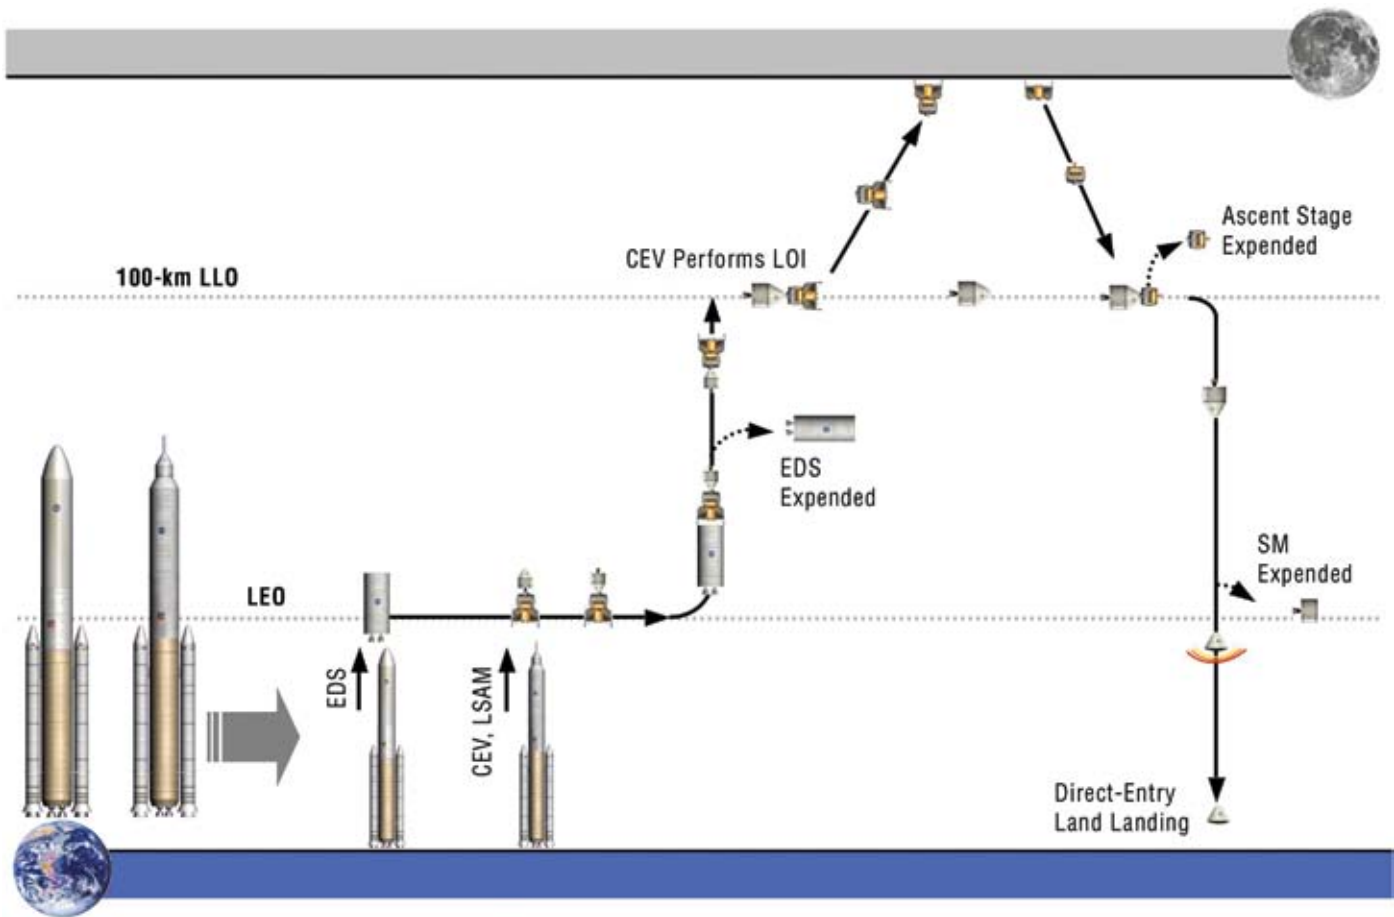 CEV Performs LOI
Ascent Stage
Expended
100-km LLO
EDS
Expended
LEO
SM
Expended
EDS
CEV, LSAM
Direct-Entry
Land Landing